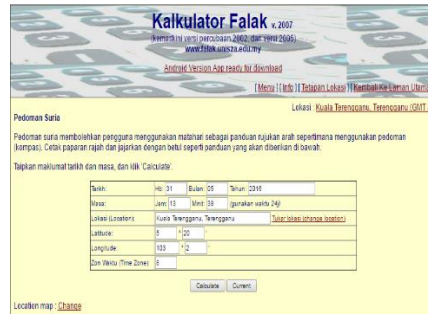 Kalkulator Falak v. 2007
(kemaskini versi percubaan 2002, dan versi 2005)
www.falak.unisza.edu.my
Android Version App ready for download
[ Menu ] [ Info ] [ Tetapan Lokasi ] [ Kembali Ke Laman Utama
Lokasi: Kuala Terengganu, Terengganu (GMT
Pedoman Suria
Pedoman suria membolehkan pengguna menggunakan matahari sebagai panduan rujukan arah sepertimana menggunakan pedoman
(kompas). Cetak paparan rajah dan jajarkan dengan betul seperti panduan yang akan diberikan di bawah.
Taipkan maklumat tarikh dan masa, dan klik 'Calculate'.
Tarikh: Hb: 01 Bulan: 05 Tahun: 2016
Masa: Jam: 13 Minit: 38 (gunakan waktu 24j)
Lokasi (Location): Kuala Terengganu, Terengganu Tukar lokasi (change location)
Latitude: 5 ° 20 '
Longitude: 103 ° 2 '
Zon Waktu (Time Zone): 8
Calculate Current
Location map : Change